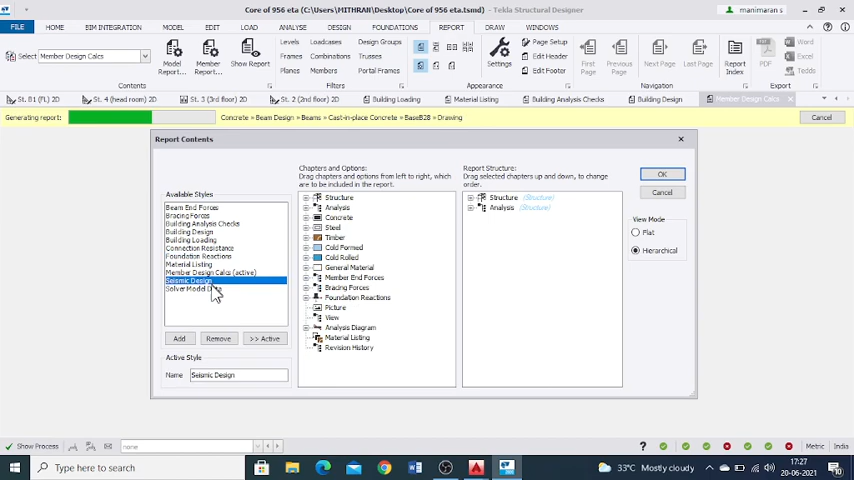 Core of 956 eta (C:\Users\MITHRAN\Desktop\Core of 956 eta.tsmd) - Tekla Structural Designer
manimaran s
FILE HOME BIM INTEGRATION MODEL EDIT LOAD ANALYSE DESIGN FOUNDATIONS REPORT DRAW WINDOWS
Select Member Design Calcs
Model Report...
Member Report...
Show Report
Levels Loadcases Design Groups
Frames Combinations Trusses
Planes Members Portal Frames
Settings
Page Setup
Edit Header
Edit Footer
First Page
Previous Page
Next Page
Last Page
Report Index
PDF
Word
Excel
Tedds
Contents Filters Appearance Navigation Export
St. B1 (FL) 2D St. 4 (head room) 2D St. 3 (3rd floor) 2D St. 2 (2nd floor) 2D Building Loading Material Listing Building Analysis Checks Building Design Member Design Calcs
Generating report: Concrete » Beam Design » Beams » Cast-in-place Concrete » BaseB28 » Drawing Cancel
Report Contents
Available Styles
Beam End Forces
Bracing Forces
Building Analysis Checks
Building Design
Building Loading
Connection Resistance
Foundation Reactions
Material Listing
Member Design Calcs (active)
Seismic Design
Solver Model Data
Add Remove >> Active
Active Style
Name Seismic Design
Chapters and Options:
Drag chapters and options from left to right, which
are to be included in the report.
Structure
Analysis
Concrete
Steel
Timber
Cold Formed
Cold Rolled
General Material
Member End Forces
Bracing Forces
Foundation Reactions
Picture
View
Analysis Diagram
Material Listing
Revision History
Report Structure:
Drag selected chapters up and down, to change
order.
Structure (Structure)
Analysis (Structure)
OK
Cancel
View Mode
Flat
Hierarchical
Show Process none Metric India
Type here to search
33°C Mostly cloudy
17:27
20-06-2021
10